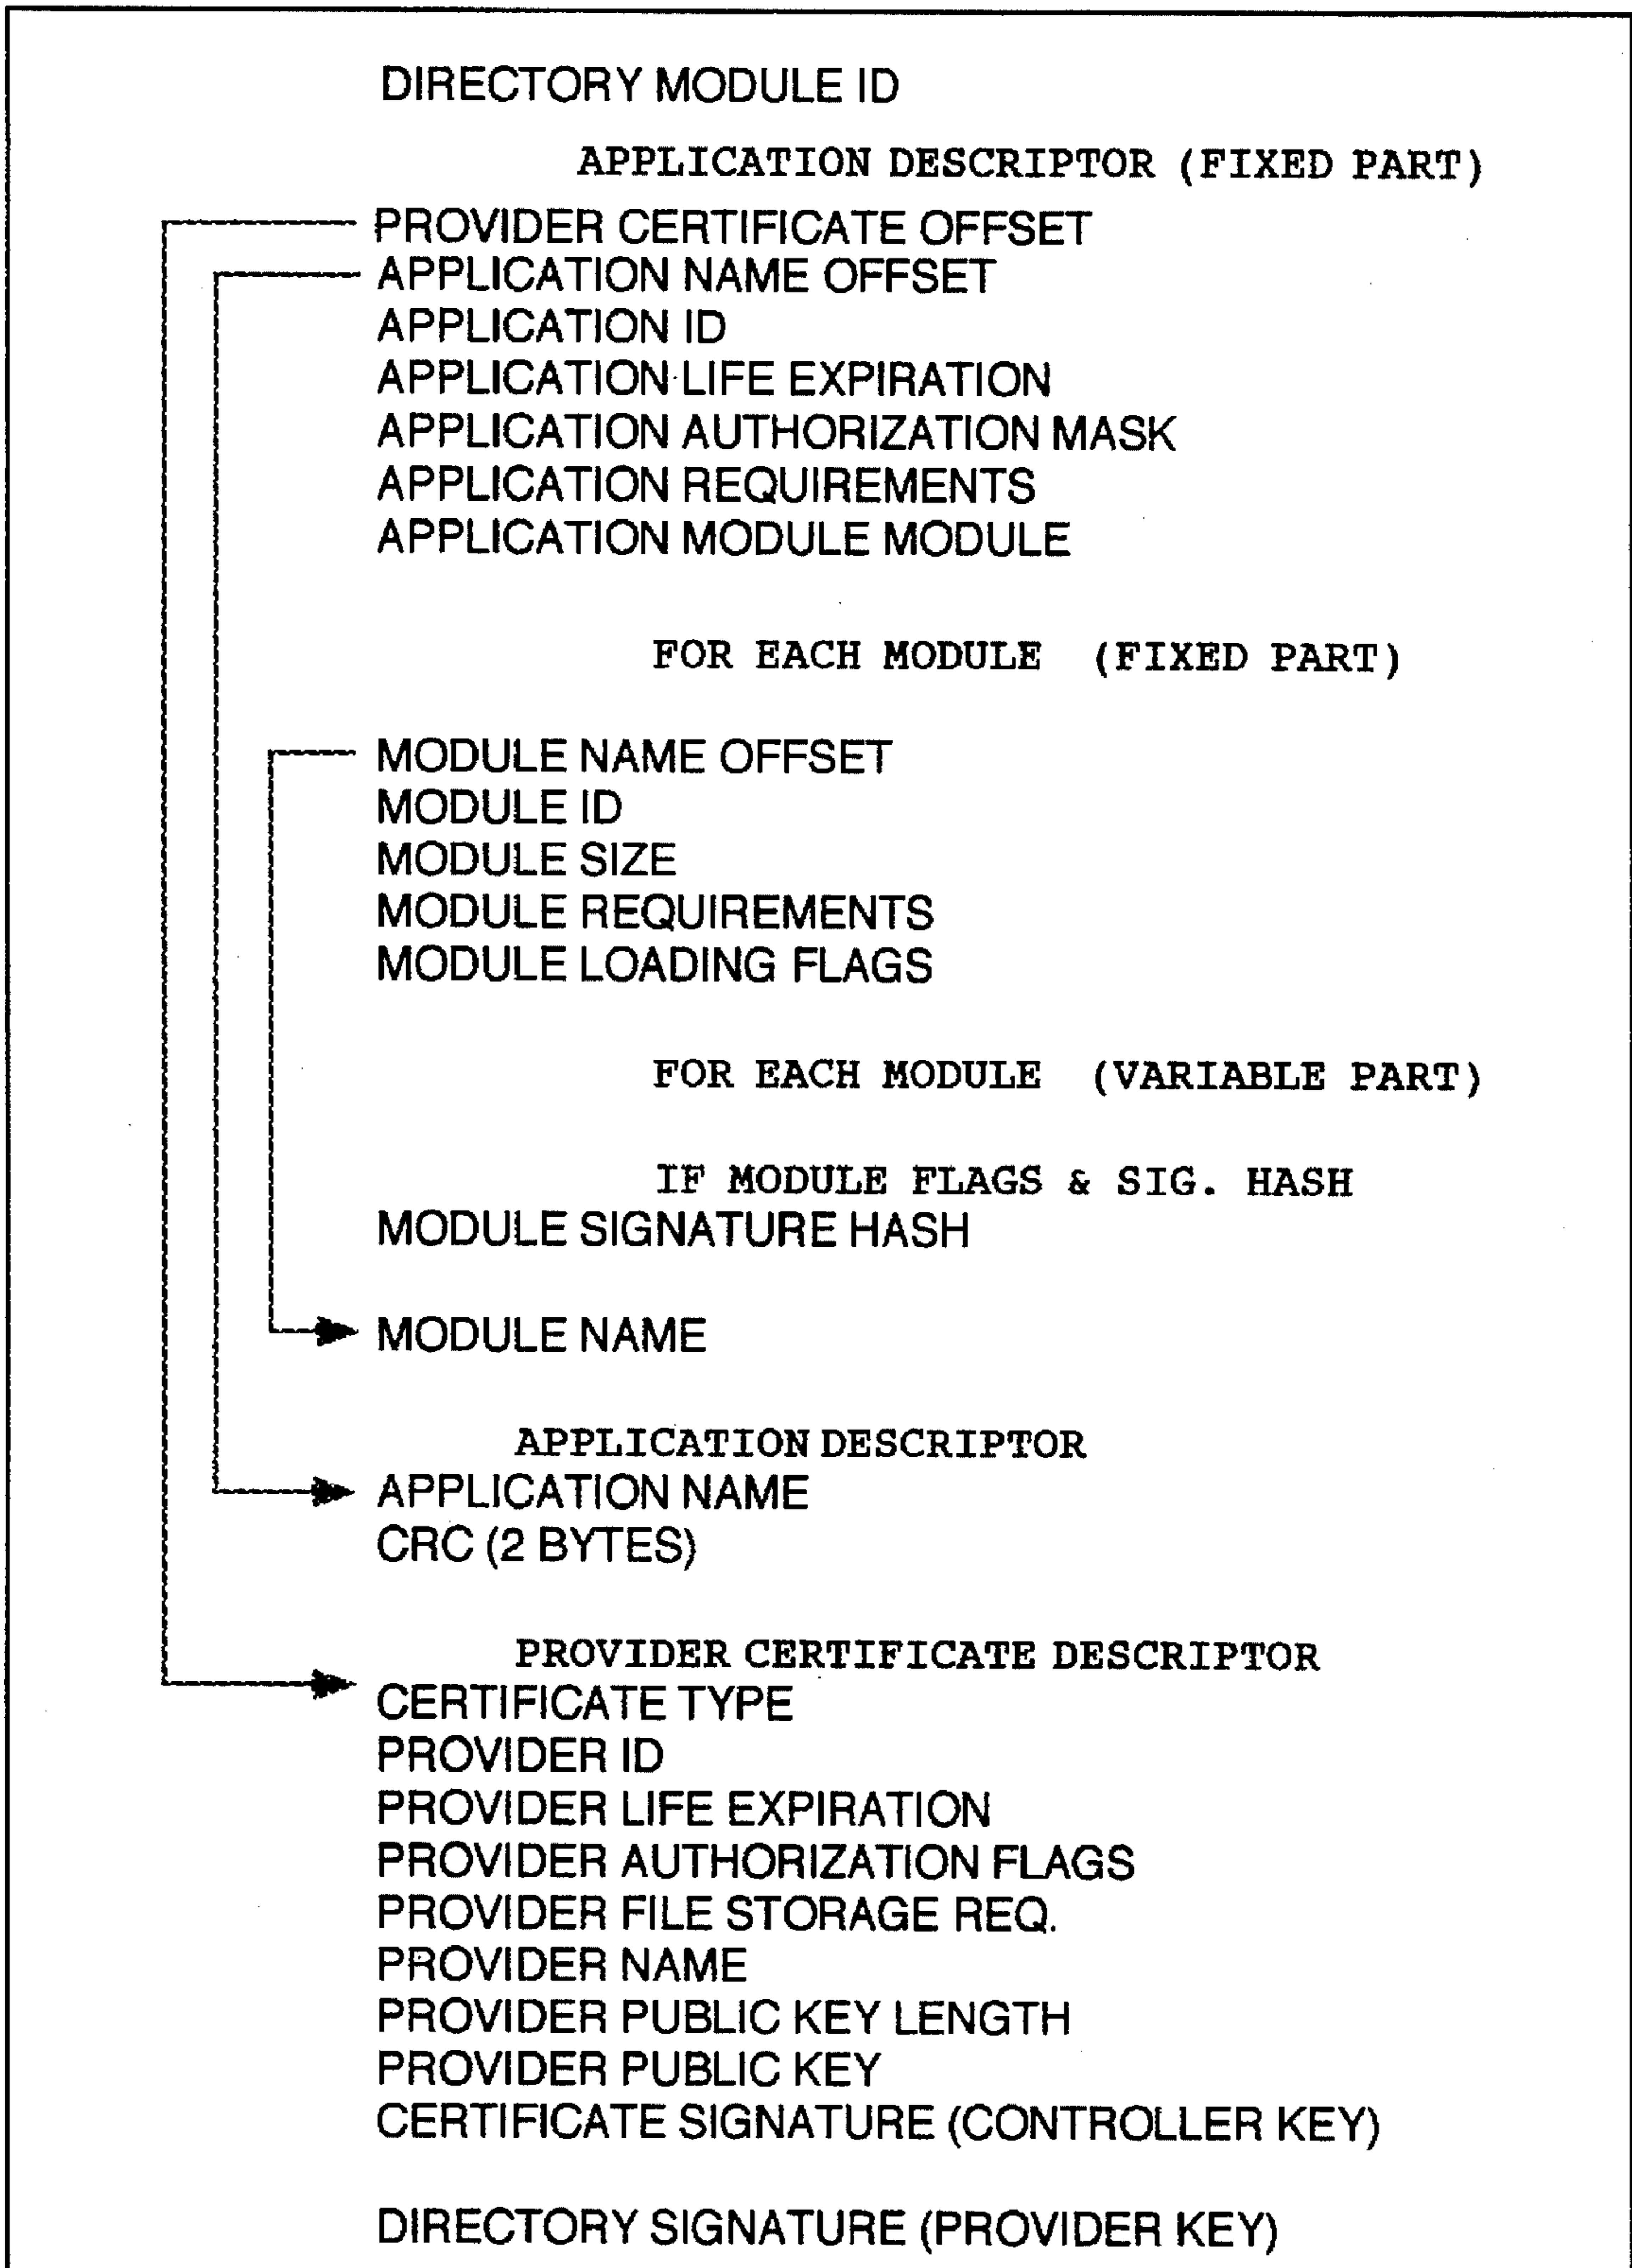 DIRECTORY MODULE ID
APPLICATION DESCRIPTOR (FIXED PART)
PROVIDER CERTIFICATE OFFSET
APPLICATION NAME OFFSET
APPLICATION ID
APPLICATION LIFE EXPIRATION
APPLICATION AUTHORIZATION MASK
APPLICATION REQUIREMENTS
APPLICATION MODULE MODULE
FOR EACH MODULE (FIXED PART)
MODULE NAME OFFSET
MODULE ID
MODULE SIZE
MODULE REQUIREMENTS
MODULE LOADING FLAGS
FOR EACH MODULE (VARIABLE PART)
IF MODULE FLAGS & SIG. HASH
MODULE SIGNATURE HASH
MODULE NAME
APPLICATION DESCRIPTOR
APPLICATION NAME
CRC (2 BYTES)
PROVIDER CERTIFICATE DESCRIPTOR
CERTIFICATE TYPE
PROVIDER ID
PROVIDER LIFE EXPIRATION
PROVIDER AUTHORIZATION FLAGS
PROVIDER FILE STORAGE REQ.
PROVIDER NAME
PROVIDER PUBLIC KEY LENGTH
PROVIDER PUBLIC KEY
CERTIFICATE SIGNATURE (CONTROLLER KEY)
DIRECTORY SIGNATURE (PROVIDER KEY)